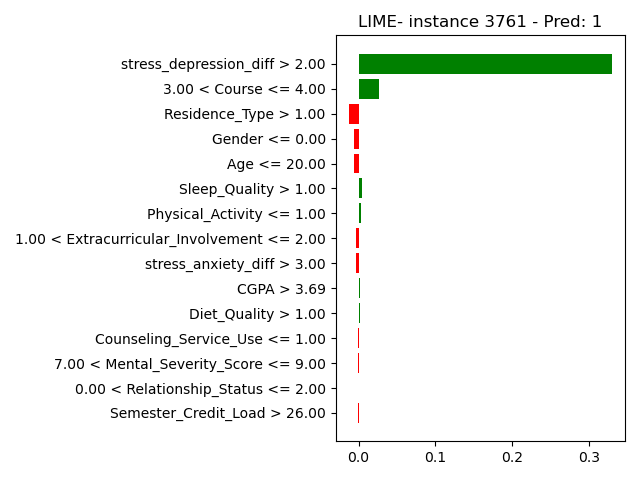 LIME- instance 3761 - Pred: 1
stress_depression_diff > 2.00
3.00 < Course <= 4.00
Residence_Type > 1.00
Gender <= 0.00
Age <= 20.00
Sleep_Quality > 1.00
Physical_Activity <= 1.00
1.00 < Extracurricular_Involvement <= 2.00
stress_anxiety_diff > 3.00
CGPA > 3.69
Diet_Quality > 1.00
Counseling_Service_Use <= 1.00
7.00 < Mental_Severity_Score <= 9.00
0.00 < Relationship_Status <= 2.00
Semester_Credit_Load > 26.00
0.0 0.1 0.2 0.3